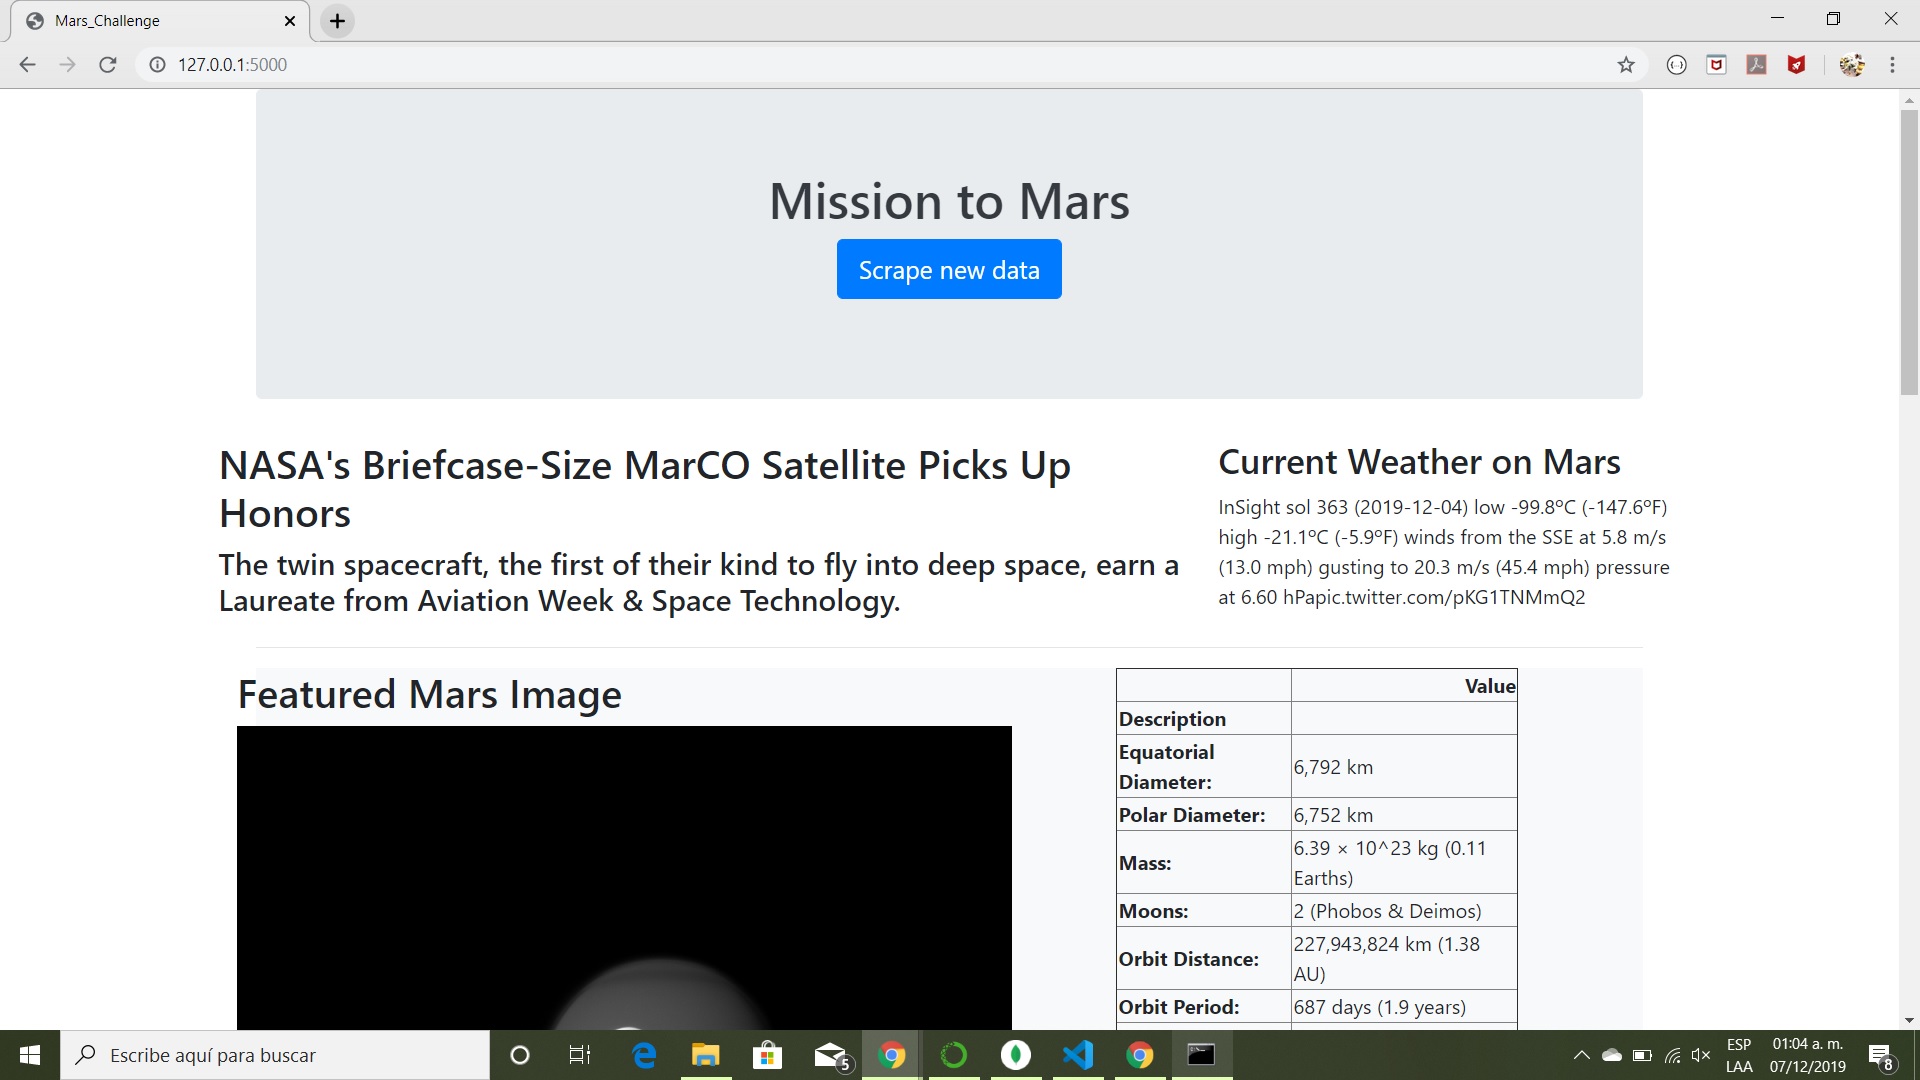 Mars_Challenge
127.0.0.1:5000
Mission to Mars
Scrape new data
NASA's Briefcase-Size MarCO Satellite Picks Up
Honors
The twin spacecraft, the first of their kind to fly into deep space, earn a
Laureate from Aviation Week & Space Technology.
Current Weather on Mars
InSight sol 363 (2019-12-04) low -99.8ºC (-147.6ºF)
high -21.1ºC (-5.9ºF) winds from the SSE at 5.8 m/s
(13.0 mph) gusting to 20.3 m/s (45.4 mph) pressure
at 6.60 hPapic.twitter.com/pKG1TNMmQ2
Featured Mars Image
Value
Description
Equatorial
Diameter:
6,792 km
Polar Diameter: 6,752 km
Mass:
6.39 × 10^23 kg (0.11
Earths)
Moons: 2 (Phobos & Deimos)
Orbit Distance:
227,943,824 km (1.38
AU)
Orbit Period: 687 days (1.9 years)
Escribe aquí para buscar
5
ESP
LAA
01:04 a. m.
07/12/2019
8